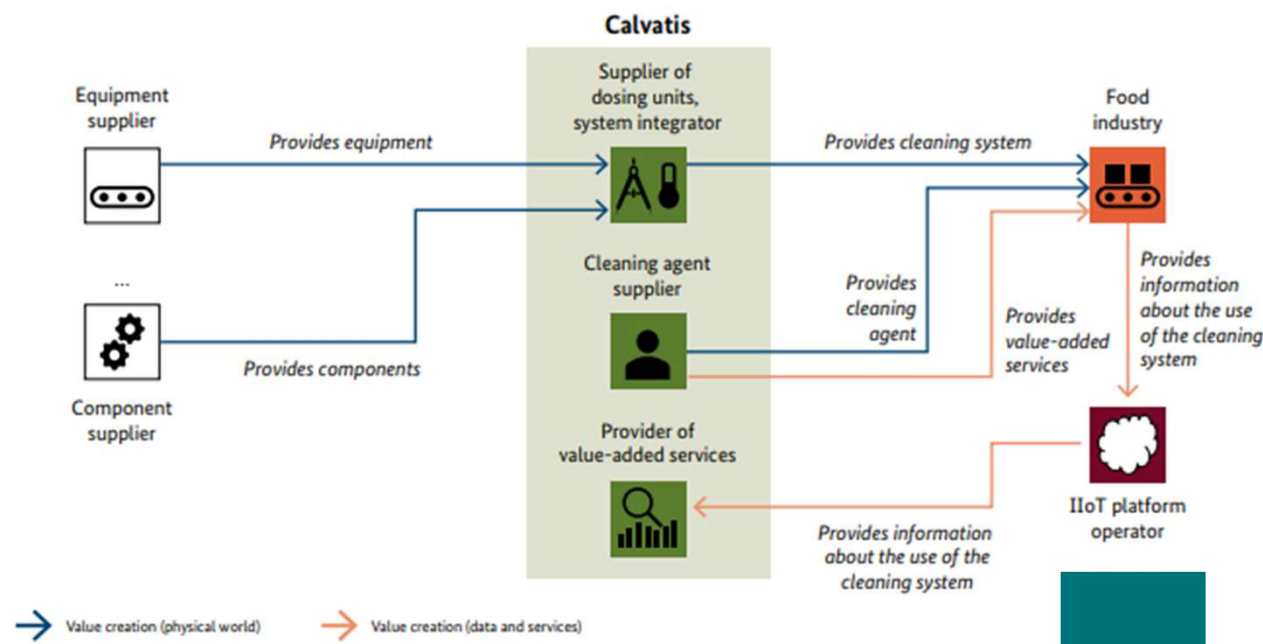 Calvatis
Equipment
supplier
Provides equipment
Supplier of
dosing units,
system integrator
Provides cleaning system
Food
industry
...
Component
supplier
Provides components
Cleaning agent
supplier
Provides
cleaning
agent
Provides
value-added
services
Provides
information
about the use
of the cleaning
system
Provider of
value-added services
Provides information
about the use of the
cleaning system
IIoT platform
operator
Value creation (physical world)
Value creation (data and services)